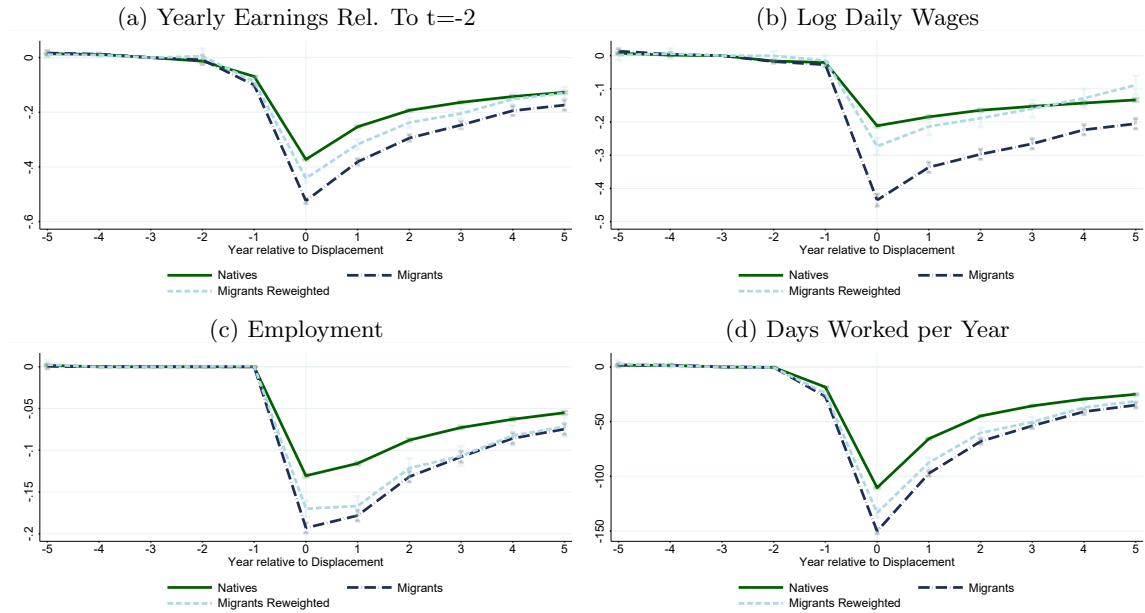 (a) Yearly Earnings Rel. To t=-2
0
-.2
-.4
-.6
-5 -4 -3 -2 -1 0 1 2 3 4 5
Year relative to Displacement
Natives Migrants
Migrants Reweighted
(b) Log Daily Wages
0
-.1
-.2
-.3
-.4
-.5
-5 -4 -3 -2 -1 0 1 2 3 4 5
Year relative to Displacement
Natives Migrants
Migrants Reweighted
(c) Employment
0
-.05
-.1
-.15
-.2
-5 -4 -3 -2 -1 0 1 2 3 4 5
Year relative to Displacement
Natives Migrants
Migrants Reweighted
(d) Days Worked per Year
0
-50
-100
-150
-5 -4 -3 -2 -1 0 1 2 3 4 5
Year relative to Displacement
Natives Migrants
Migrants Reweighted